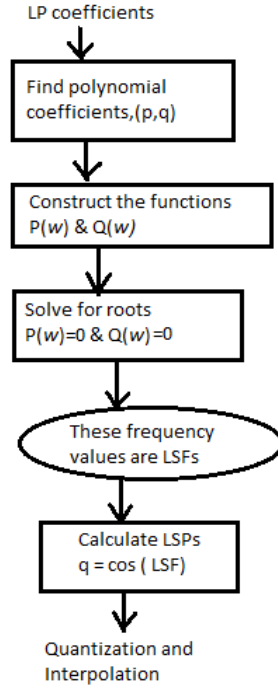 LP coefficients
Find polynomial
coefficients,(p,q)
Construct the functions
P(w) & Q(w)
Solve for roots
P(w)=0 & Q(w)=0
These frequency
values are LSFs
Calculate LSPs
q = cos ( LSF)
Quantization and
Interpolation